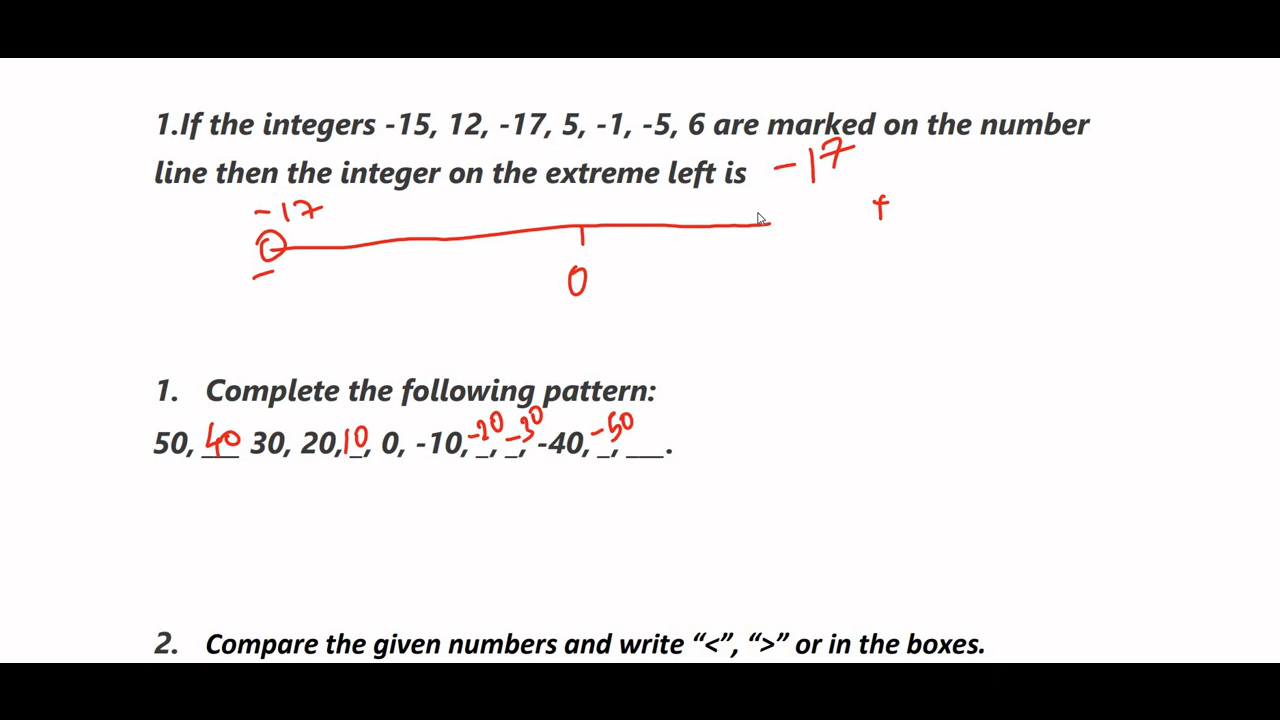 1.If the integers -15, 12, -17, 5, -1, -5, 6 are marked on the number
line then the integer on the extreme left is -17
-17 +
-
0
1. Complete the following pattern:
50, 40 30, 20, 10, 0, -10, -20, -30, -40, -50, ___.
2. Compare the given numbers and write “<”, “>” or in the boxes.